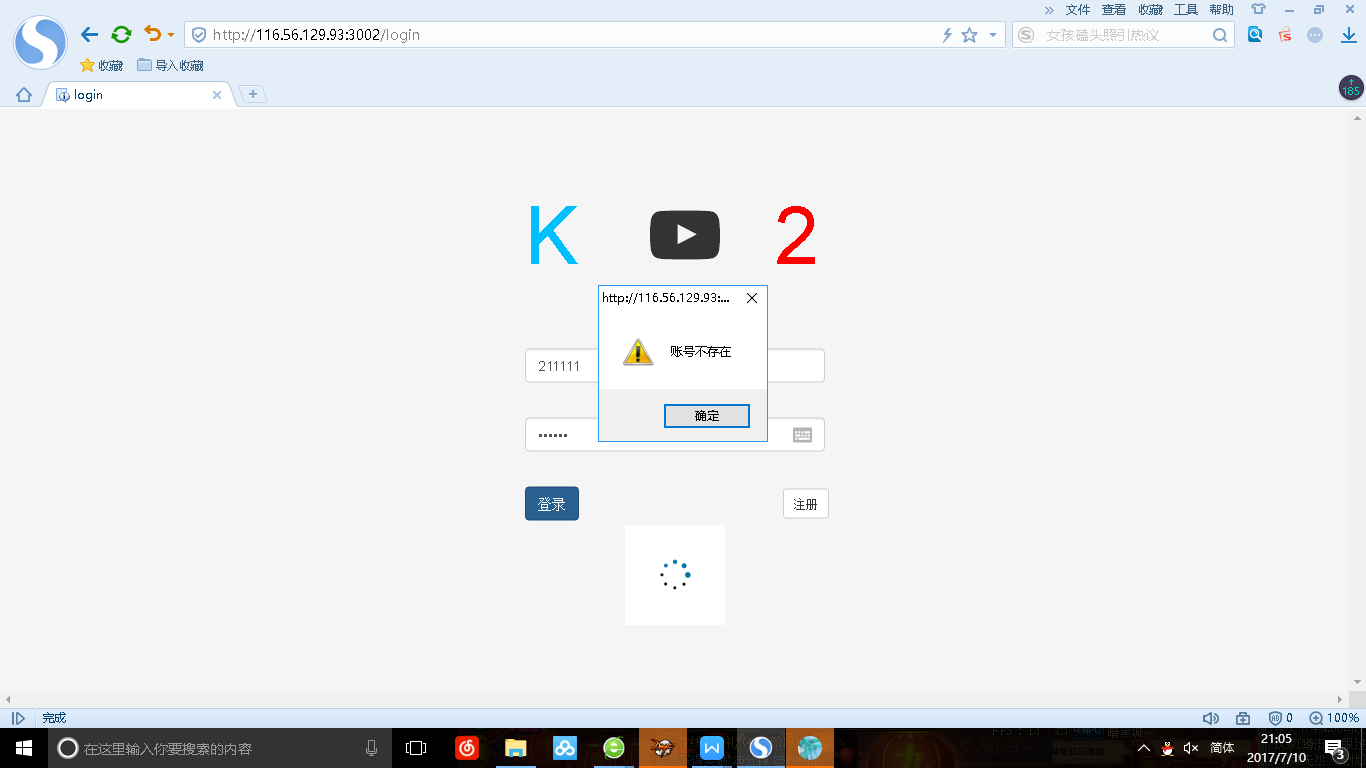 » 文件 查看 收藏 工具 帮助
http://116.56.129.93:3002/login
女孩磕头照引热议
收藏 导入收藏
login
185
K 2
http://116.56.129.93:...
账号不存在
确定
211111
••••••
登录 注册
完成
0 100%
在这里输入你要搜索的内容
简体
21:05
2017/7/10
3